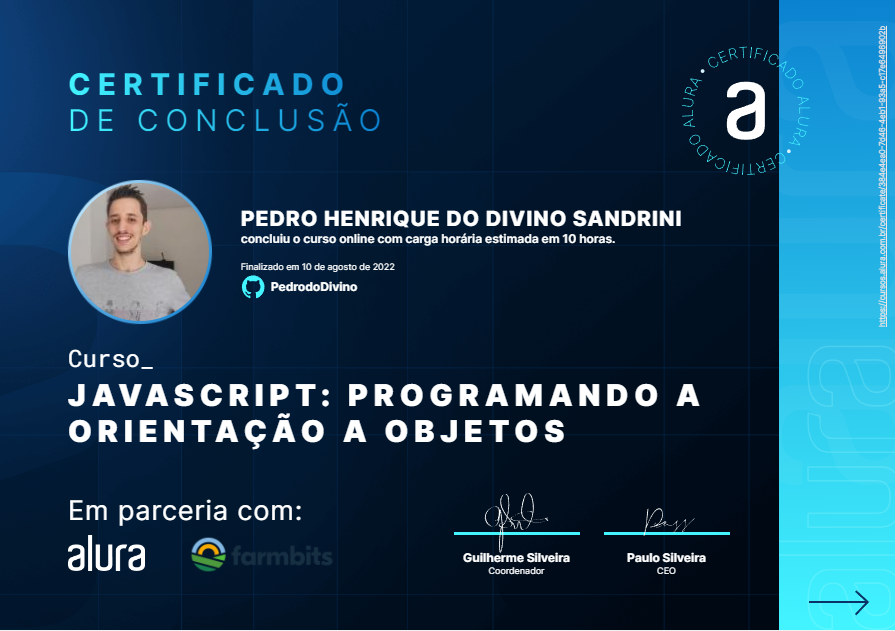 CERTIFICADO
DE CONCLUSÃO
CERTIFICADO ALURA • CERTIFICADO ALURA •
a
PEDRO HENRIQUE DO DIVINO SANDRINI
concluiu o curso online com carga horária estimada em 10 horas.
Finalizado em 10 de agosto de 2022
PedrodoDivino
Curso_
JAVASCRIPT: PROGRAMANDO A
ORIENTAÇÃO A OBJETOS
Em parceria com:
alura
farmbits
Guilherme Silveira
Coordenador
Paulo Silveira
CEO
alura